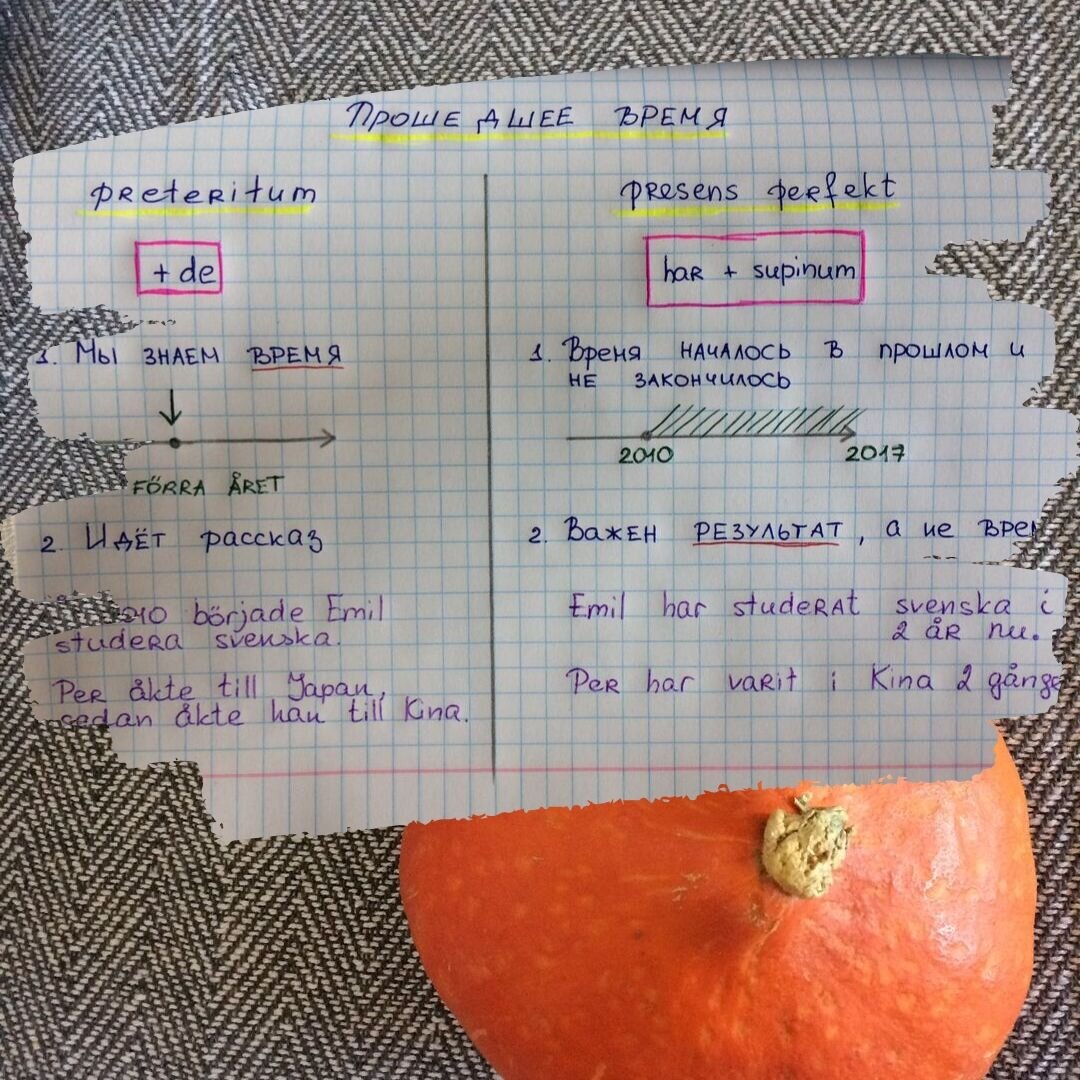 ПРОШЕДШЕЕ ВРЕМЯ
preteritum
+ de
1. Мы знаем время
FÖRRA ÅRET
2. Идёт рассказ
började Emil
studera svenska.
Per åkte till Japan,
sedan åkte han till Kina.
presens perfekt
har + supinum
1. Время началось в прошлом и
не закончилось
2010 2017
2. Важен результат, а не
Emil har studerat svenska i
2 år nu.
Per har varit i Kina 2